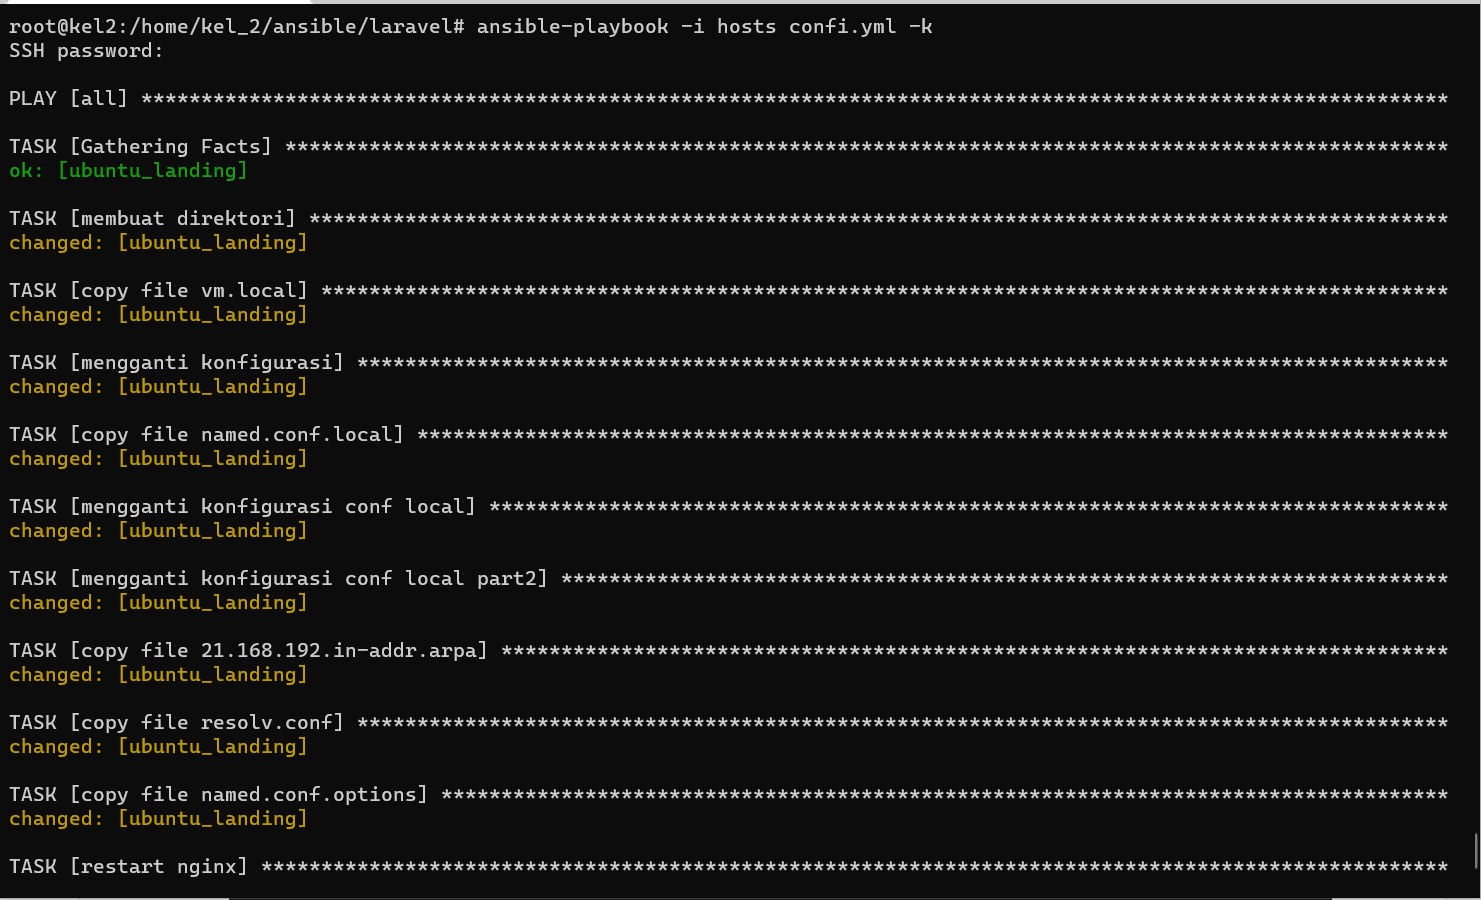 root@kel2:/home/kel_2/ansible/laravel# ansible-playbook -i hosts confi.yml -k
SSH password:
PLAY [all] *************************************************************************************************************
TASK [Gathering Facts] *************************************************************************************************
ok: [ubuntu_landing]
TASK [membuat direktori] ***********************************************************************************************
changed: [ubuntu_landing]
TASK [copy file vm.local] **********************************************************************************************
changed: [ubuntu_landing]
TASK [mengganti konfigurasi] *******************************************************************************************
changed: [ubuntu_landing]
TASK [copy file named.conf.local] **************************************************************************************
changed: [ubuntu_landing]
TASK [mengganti konfigurasi conf local] ********************************************************************************
changed: [ubuntu_landing]
TASK [mengganti konfigurasi conf local part2] **************************************************************************
changed: [ubuntu_landing]
TASK [copy file 21.168.192.in-addr.arpa] *******************************************************************************
changed: [ubuntu_landing]
TASK [copy file resolv.conf] *******************************************************************************************
changed: [ubuntu_landing]
TASK [copy file named.conf.options] ************************************************************************************
changed: [ubuntu_landing]
TASK [restart nginx] ***************************************************************************************************